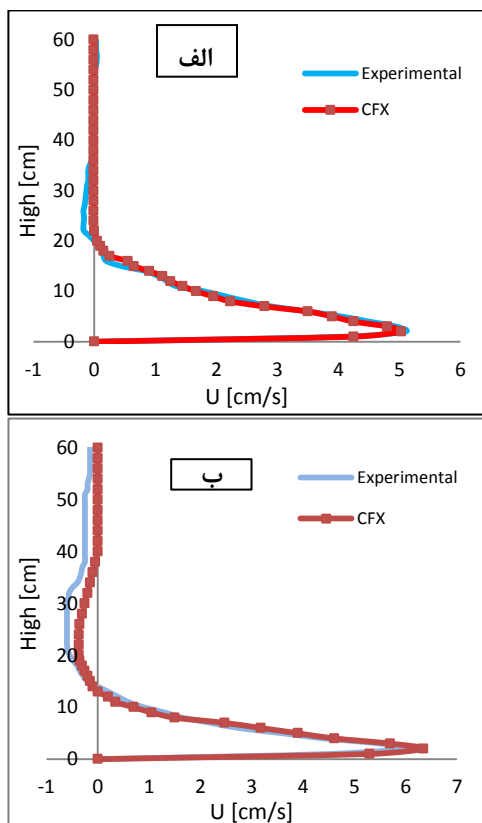 الف
60
50
40
30
20
10
0
High [cm]
Experimental
CFX
-1 0 1 2 3 4 5 6
U [cm/s]
ب
60
50
40
30
20
10
0
High [cm]
Experimental
CFX
-1 0 1 2 3 4 5 6 7
U [cm/s]